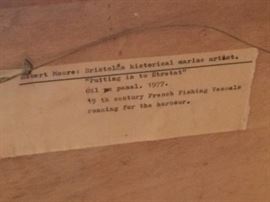 Robert Moore: Bristol's historical marine artist.
"Putting in to Etretat"
Oil on panal. 1977.
19 th century French Fishing Vessels
running for the harbour.